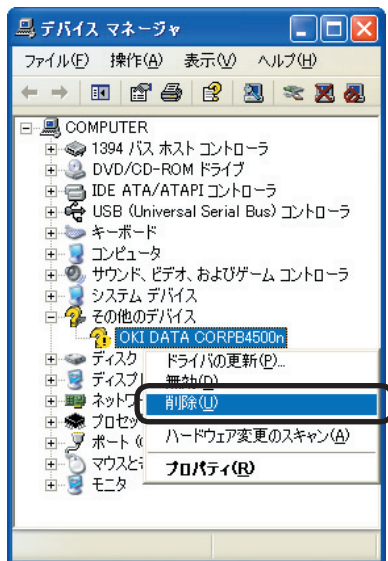 デバイス マネージャ
ファイル(F) 操作(A) 表示(V) ヘルプ(H)
COMPUTER
1394 バス ホスト コントローラ
DVD/CD-ROM ドライブ
IDE ATA/ATAPI コントローラ
USB (Universal Serial Bus) コントローラ
キーボード
コンピュータ
サウンド、ビデオ、およびゲーム コントローラ
システム デバイス
その他のデバイス
OKI DATA CORPB4500n
ディスク
ドライバの更新(P)...
ディスプ
無効(D)
ネットワ
削除(U)
プロセッ
ハードウェア変更のスキャン(A)
ポート (
マウスと
プロパティ(R)
モニタ